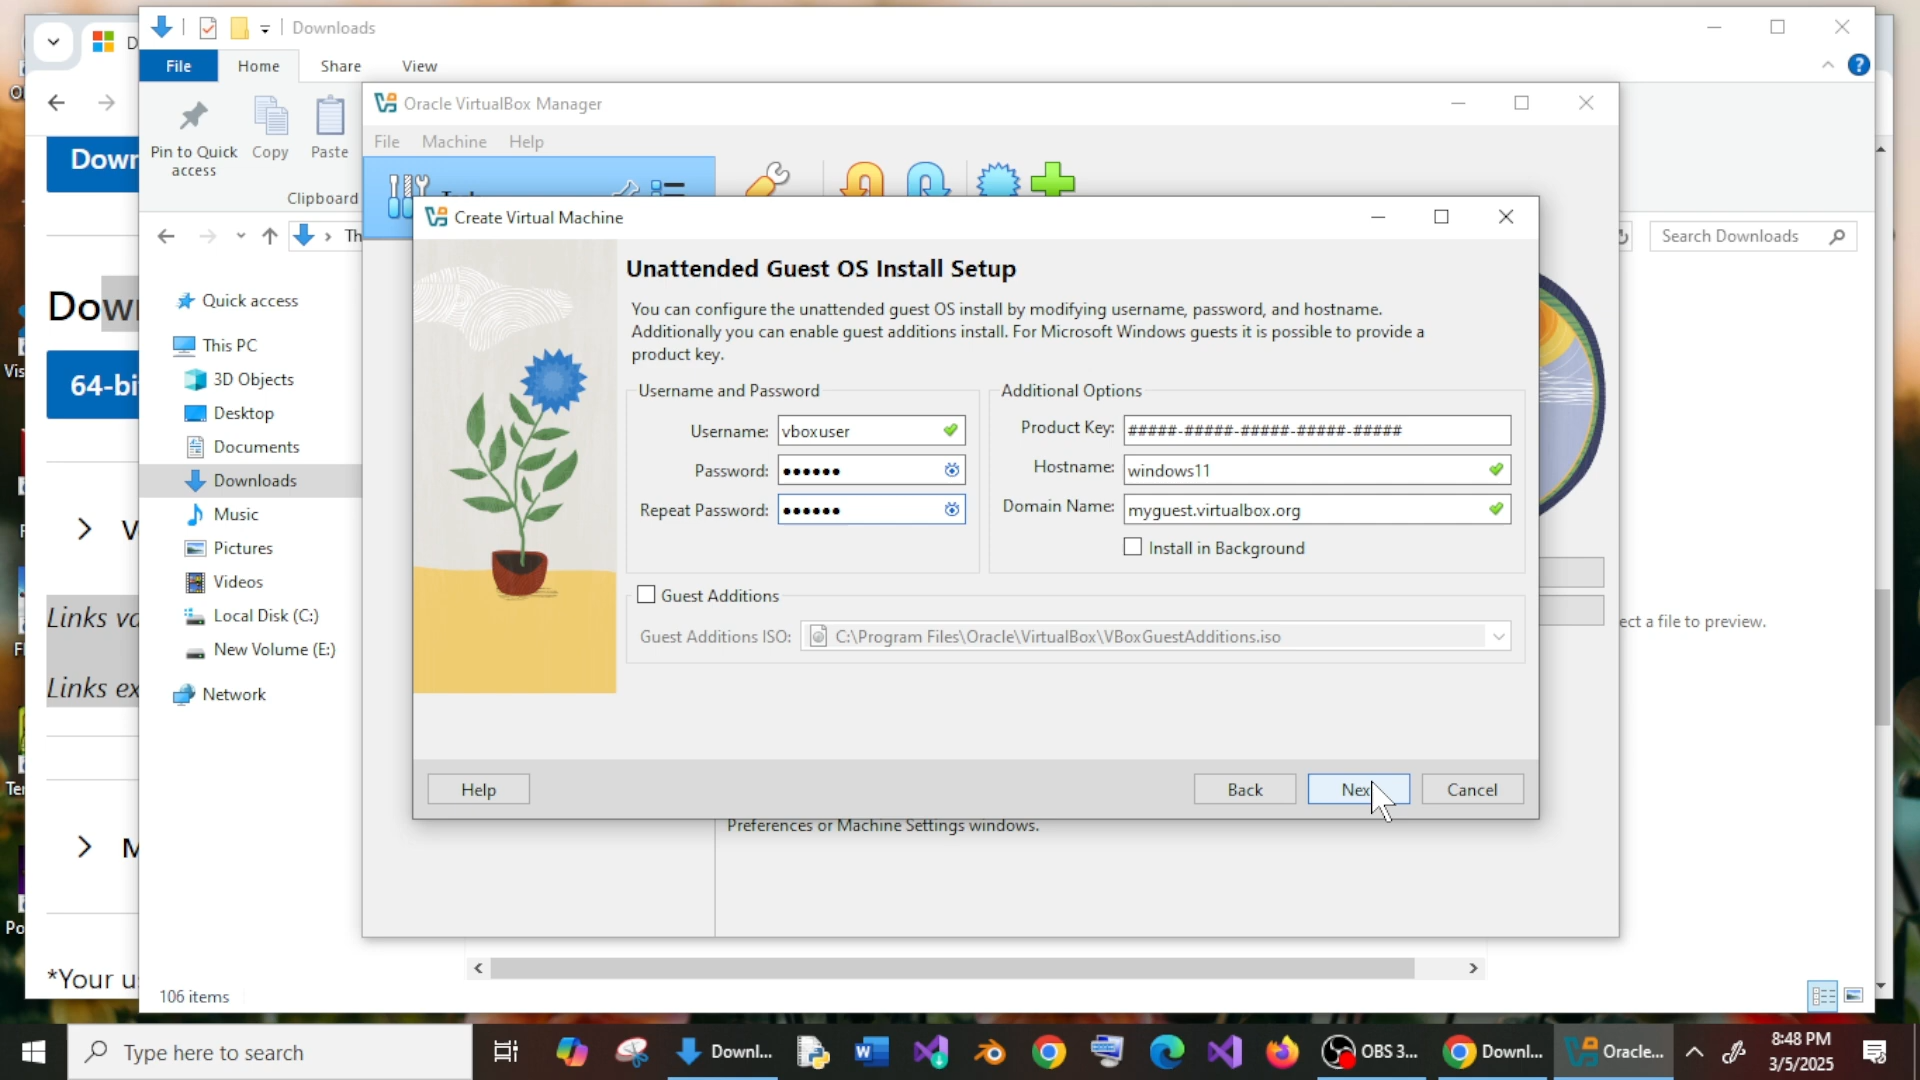 Downloads
File
Home
Share
View
Pin to Quick
access
Copy
Paste
Clipboard
Search Downloads
Quick access
This PC
3D Objects
Desktop
Documents
Downloads
Music
Pictures
Videos
Local Disk (C:)
New Volume (E:)
Network
106 items
ect a file to preview.
Oracle VirtualBox Manager
File
Machine
Help
Create Virtual Machine
Unattended Guest OS Install Setup
You can configure the unattended guest OS install by modifying username, password, and hostname.
Additionally you can enable guest additions install. For Microsoft Windows guests it is possible to provide a
product key.
Username and Password
Username: vboxuser
Password: ●●●●●●
Repeat Password: ●●●●●●
Additional Options
Product Key: #####-#####-#####-#####-#####
Hostname: windows11
Domain Name: myguest.virtualbox.org
Install in Background
Guest Additions
Guest Additions ISO: C:\Program Files\Oracle\VirtualBox\VBoxGuestAdditions.iso
Help
Back
Nex
Cancel
Preferences or Machine Settings windows.
Down
Dow
64-bi
Links va
Links ex
*Your u
Type here to search
Downl...
OBS 3...
Downl...
Oracle...
8:48 PM
3/5/2025